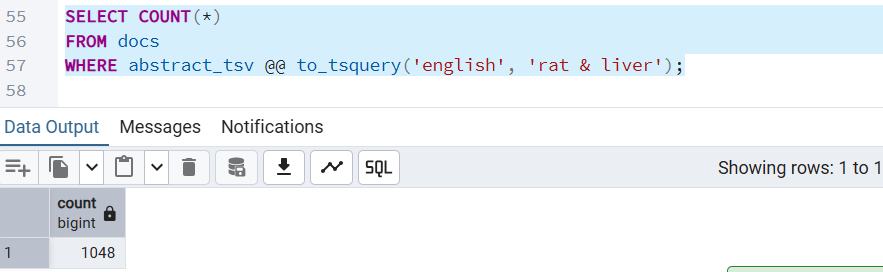 55 SELECT COUNT(*)
56 FROM docs
57 WHERE abstract_tsv @@ to_tsquery('english', 'rat & liver');
58
Data Output Messages Notifications
SQL Showing rows: 1 to 1
count
bigint
1 1048